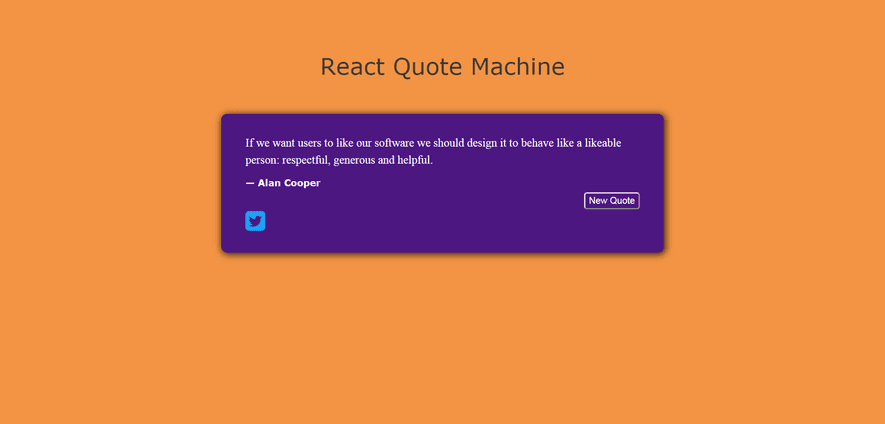 React Quote Machine
If we want users to like our software we should design it to behave like a likeable
person: respectful, generous and helpful.
— Alan Cooper
New Quote